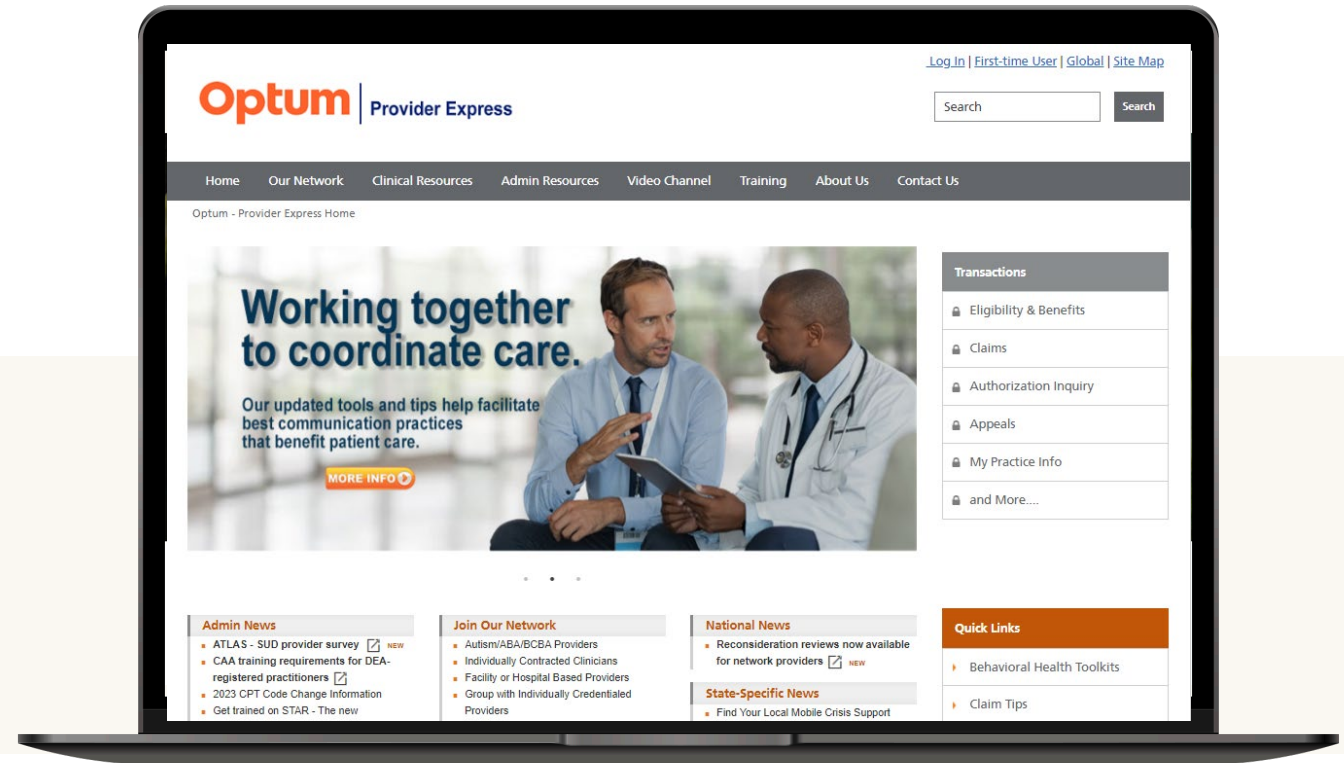 Log In | First-time User | Global | Site Map
Optum | Provider Express
Search
Search
Home Our Network Clinical Resources Admin Resources Video Channel Training About Us Contact Us
Optum - Provider Express Home
Working together
to coordinate care.
Our updated tools and tips help facilitate
best communication practices
that benefit patient care.
MORE INFO
Transactions
Eligibility & Benefits
Claims
Authorization Inquiry
Appeals
My Practice Info
and More....
Admin News
ATLAS - SUD provider survey NEW
CAA training requirements for DEA-
registered practitioners
2023 CPT Code Change Information
Get trained on STAR - The new
Join Our Network
Autism/ABA/BCBA Providers
Individually Contracted Clinicians
Facility or Hospital Based Providers
Group with Individually Credentialed
Providers
National News
Reconsideration reviews now available
for network providers NEW
State-Specific News
Find Your Local Mobile Crisis Support
Quick Links
Behavioral Health Toolkits
Claim Tips